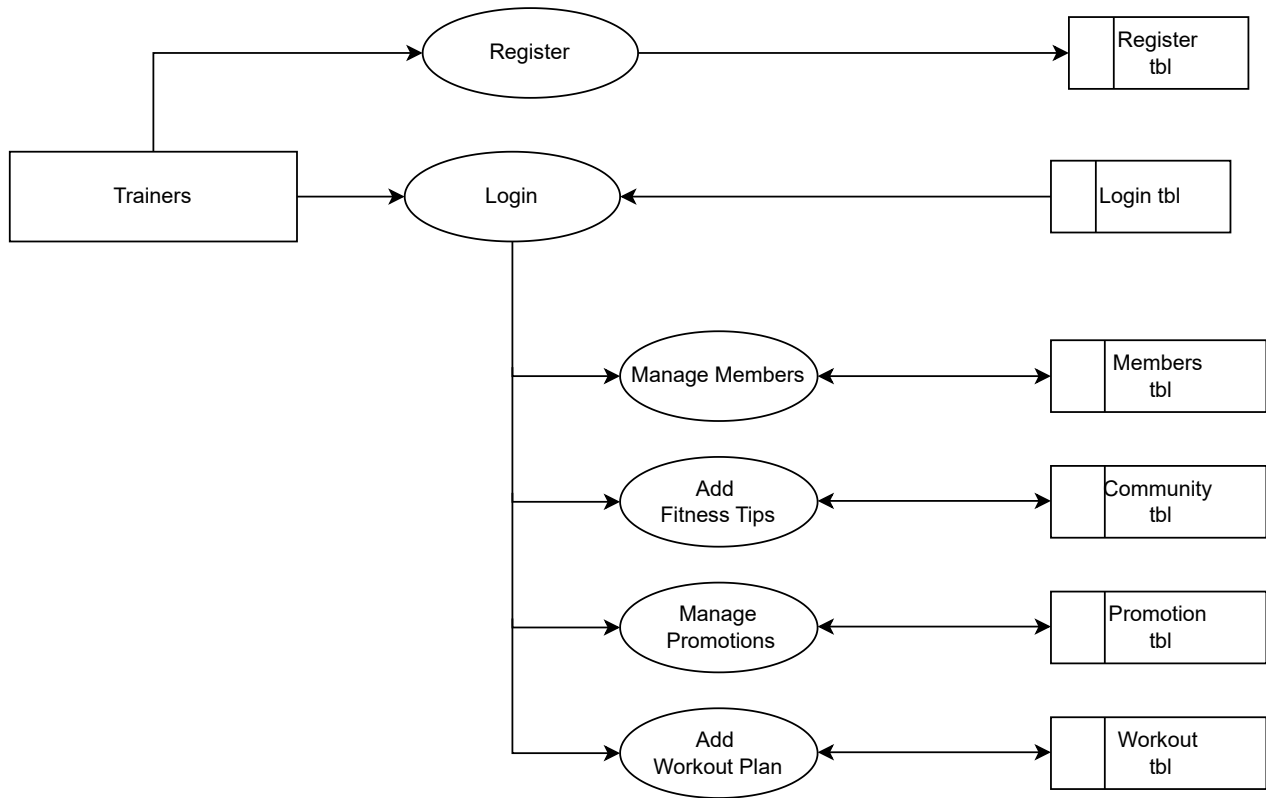 Register
Register
tbl
Trainers
Login
Login tbl
Manage Members
Members
tbl
Add
Fitness Tips
Community
tbl
Manage
Promotions
Promotion
tbl
Add
Workout Plan
Workout
tbl